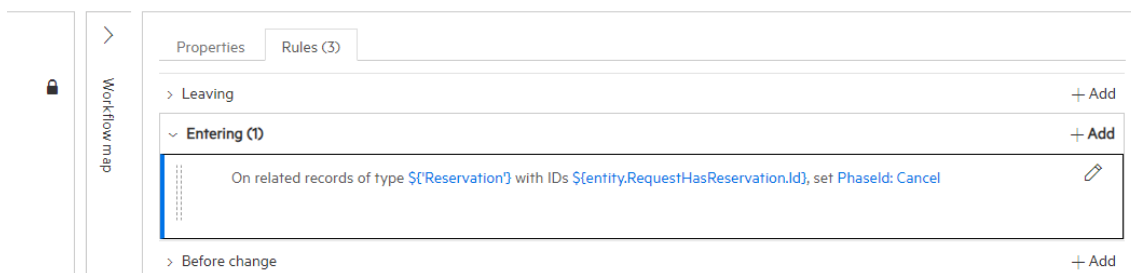 Workflow map
Properties
Rules (3)
Leaving
Add
Entering (1)
Add
On related records of type ${'Reservation'} with IDs ${entity.RequestHasReservation.Id}, set PhaseId: Cancel
Before change
Add